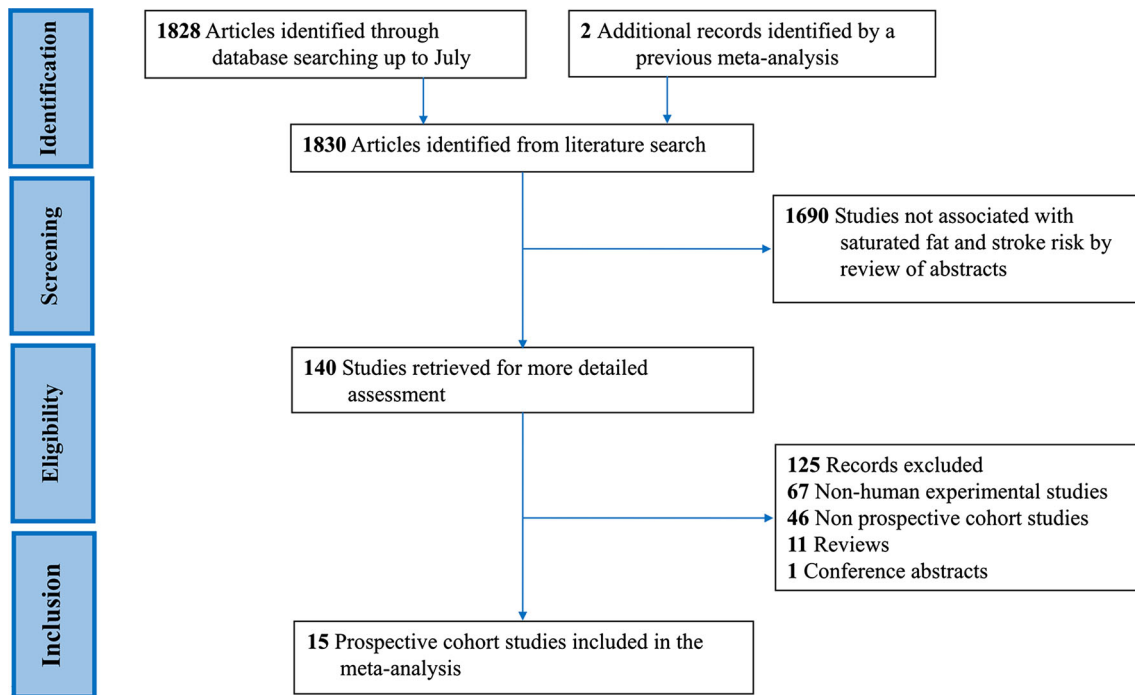 Identification
1828 Articles identified through
database searching up to July
2 Additional records identified by a
previous meta-analysis
1830 Articles identified from literature search
Screening
1690 Studies not associated with
saturated fat and stroke risk by
review of abstracts
Eligibility
140 Studies retrieved for more detailed
assessment
125 Records excluded
67 Non-human experimental studies
46 Non prospective cohort studies
11 Reviews
1 Conference abstracts
Inclusion
15 Prospective cohort studies included in the
meta-analysis